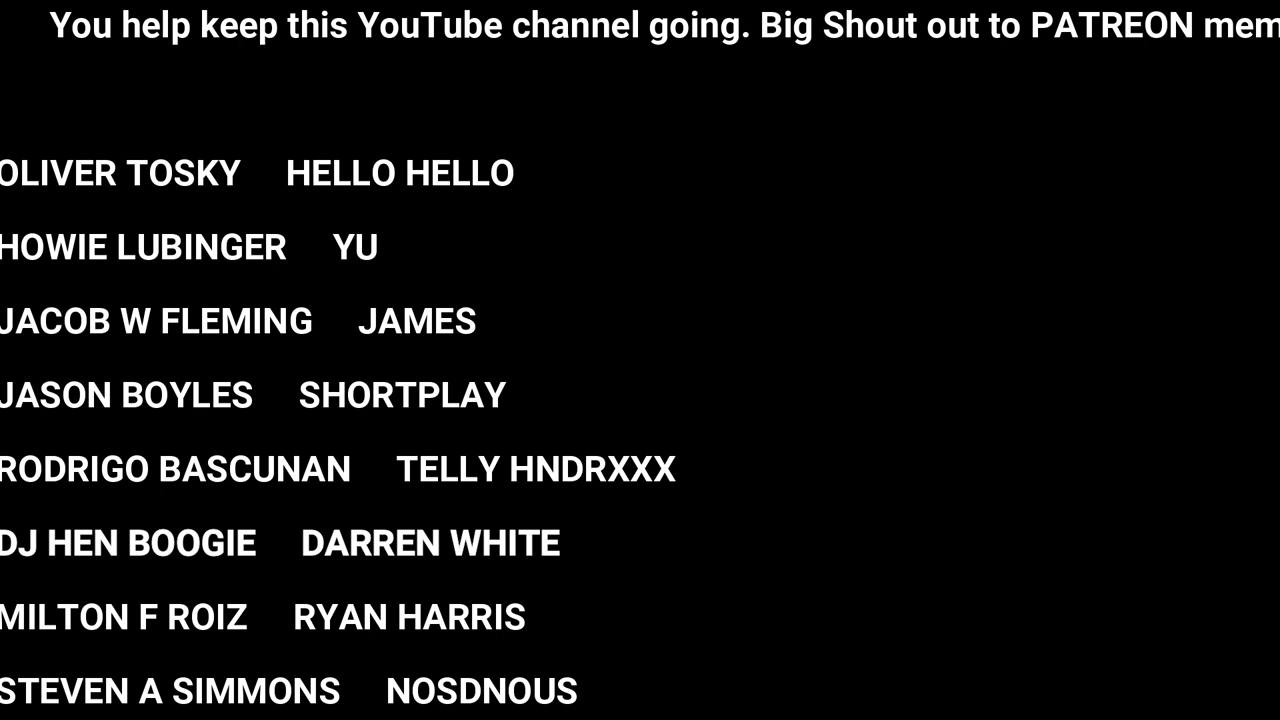 You help keep this YouTube channel going. Big Shout out to PATREON mem
OLIVER TOSKY HELLO HELLO
HOWIE LUBINGER YU
JACOB W FLEMING JAMES
JASON BOYLES SHORTPLAY
RODRIGO BASCUNAN TELLY HNDRXXX
DJ HEN BOOGIE DARREN WHITE
MILTON F ROIZ RYAN HARRIS
STEVEN A SIMMONS NOSDNOUS